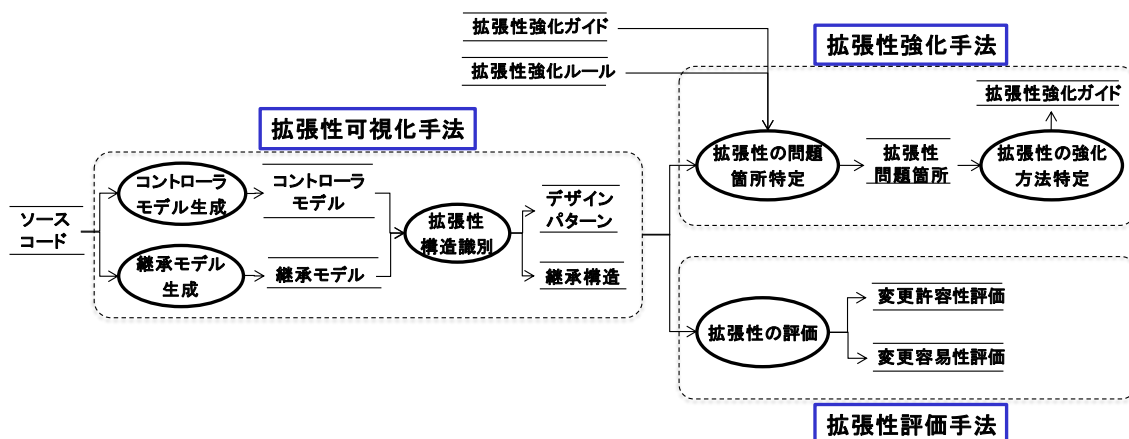 拡張性強化ガイド
拡張性強化ルール
拡張性強化手法
拡張性強化ガイド
拡張性の問題
箇所特定
拡張性
問題箇所
拡張性の強化
方法特定
拡張性可視化手法
ソース
コード
コントローラ
モデル生成
コントローラ
モデル
継承モデル
生成
継承モデル
拡張性
構造識別
デザイン
パターン
継承構造
拡張性の評価
変更許容性評価
変更容易性評価
拡張性評価手法